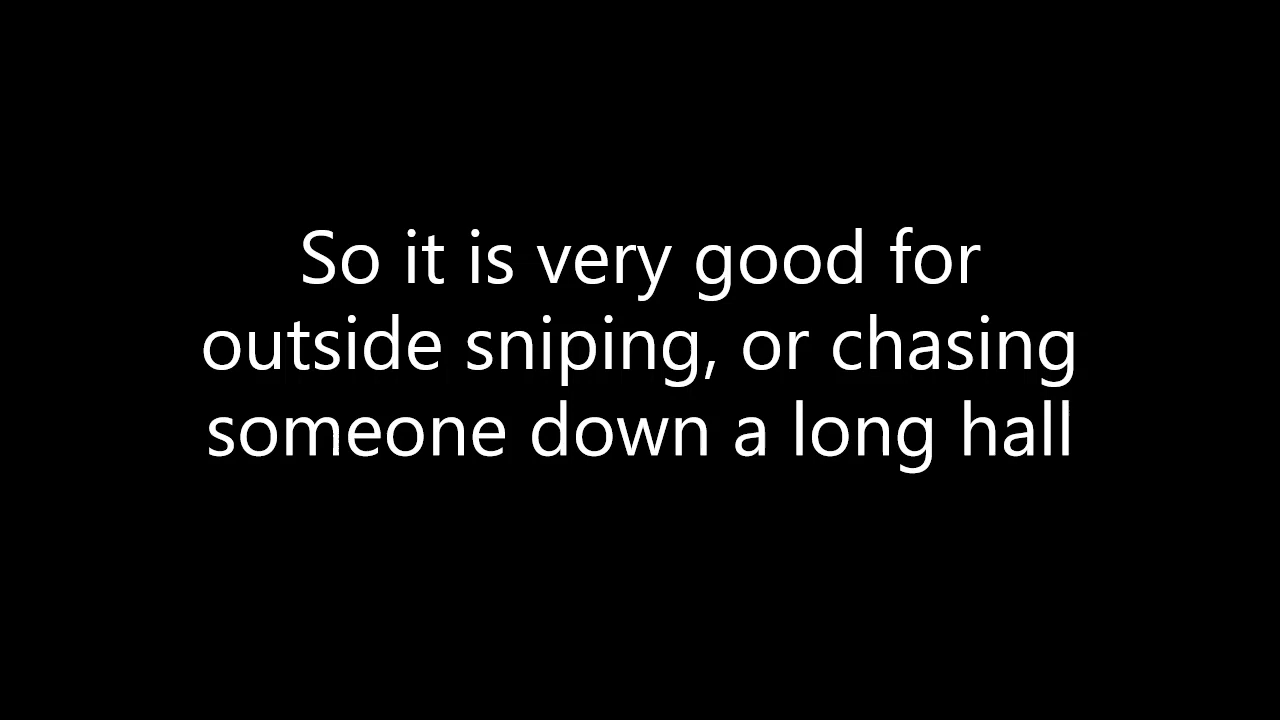 So it is very good for
outside sniping, or chasing
someone down a long hall